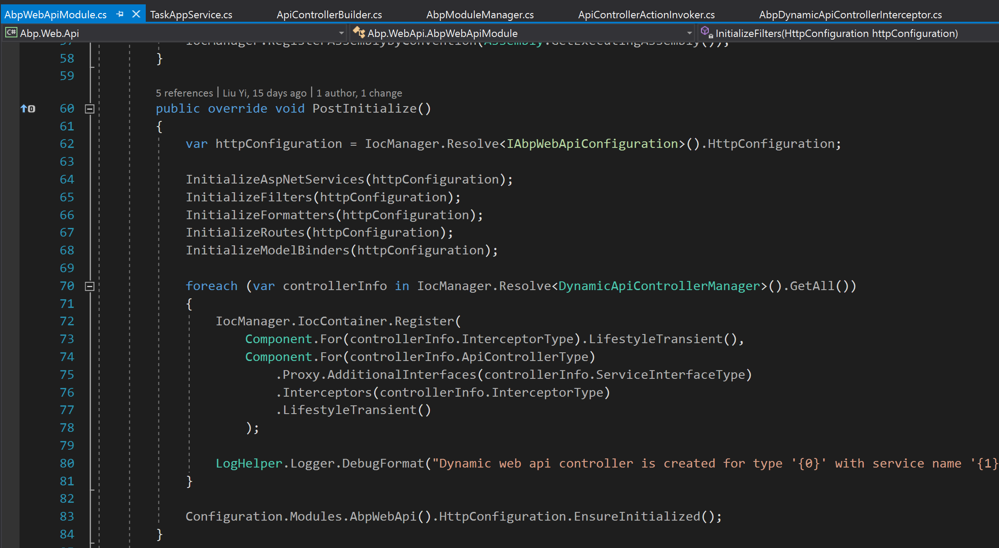 AbpWebApiModule.cs TaskAppService.cs ApiControllerBuilder.cs AbpModuleManager.cs ApiControllerActionInvoker.cs AbpDynamicApiControllerInterceptor.cs
C# Abp.Web.Api Abp.WebApi.AbpWebApiModule InitializeFilters(HttpConfiguration httpConfiguration)
57 IocManager.RegisterAssemblyByConvention(Assembly.GetExecutingAssembly());
58 }
59
5 references | Liu Yi, 15 days ago | 1 author, 1 change
60 public override void PostInitialize()
61 {
62 var httpConfiguration = IocManager.Resolve<IAbpWebApiConfiguration>().HttpConfiguration;
63
64 InitializeAspNetServices(httpConfiguration);
65 InitializeFilters(httpConfiguration);
66 InitializeFormatters(httpConfiguration);
67 InitializeRoutes(httpConfiguration);
68 InitializeModelBinders(httpConfiguration);
69
70 foreach (var controllerInfo in IocManager.Resolve<DynamicApiControllerManager>().GetAll())
71 {
72 IocManager.IocContainer.Register(
73 Component.For(controllerInfo.InterceptorType).LifestyleTransient(),
74 Component.For(controllerInfo.ApiControllerType)
75 .Proxy.AdditionalInterfaces(controllerInfo.ServiceInterfaceType)
76 .Interceptors(controllerInfo.InterceptorType)
77 .LifestyleTransient()
78 );
79
80 LogHelper.Logger.DebugFormat("Dynamic web api controller is created for type '{0}' with service name '{1}
81 }
82
83 Configuration.Modules.AbpWebApi().HttpConfiguration.EnsureInitialized();
84 }